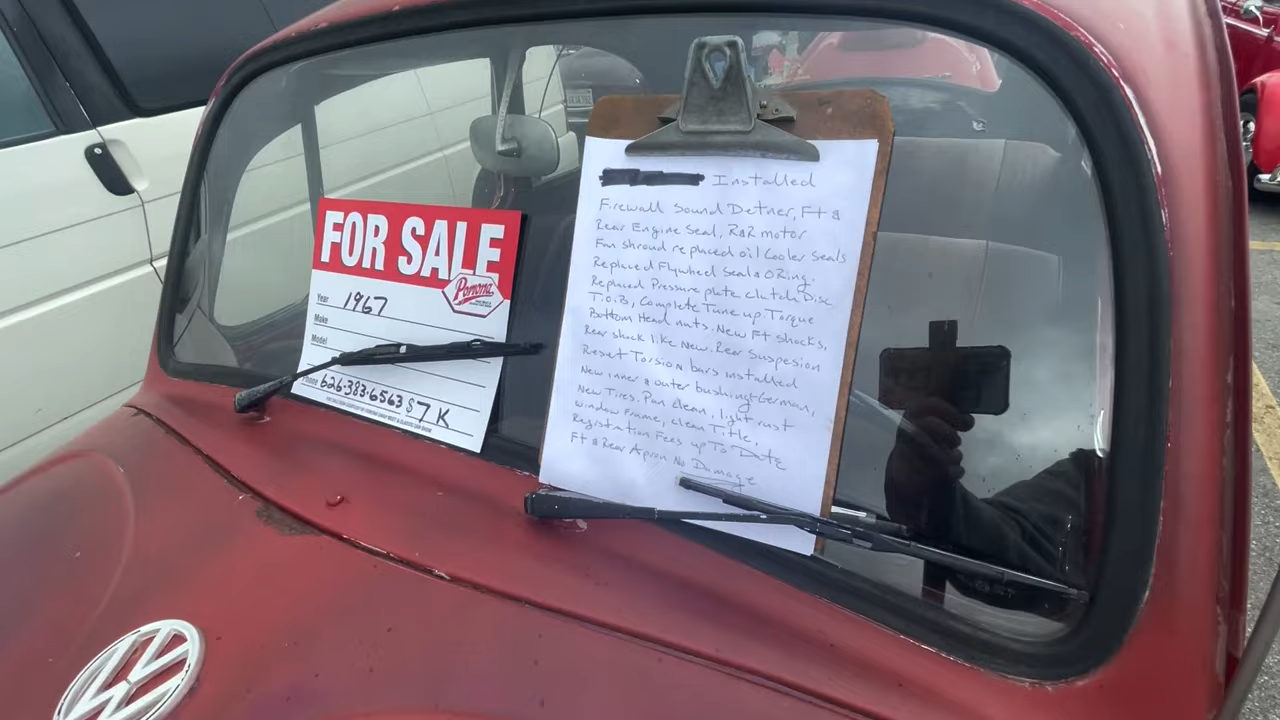 FOR SALE
Pomona
Year 1967
Make
Model
Phone 626-383-6563 $7K
Installed
Firewall Sound Detner, Ft &
Rear Engine Seal, R&R motor
Fan shroud replaced oil Cooler Seals
Replaced Flywheel Seal & O Ring.
Replaced Pressure plate clutch Disc
T.O.B, Complete Tune up. Torque
Bottom Head nuts. New Ft shocks,
Rear shock like New. Rear Suspesion
Reset Torsion bars installed
New inner & outer bushing German,
New Tires. Pan clean, light rust
window Frame, clean Title,
Registration Fees up To Date
Ft & Rear Apron No Damage
VW